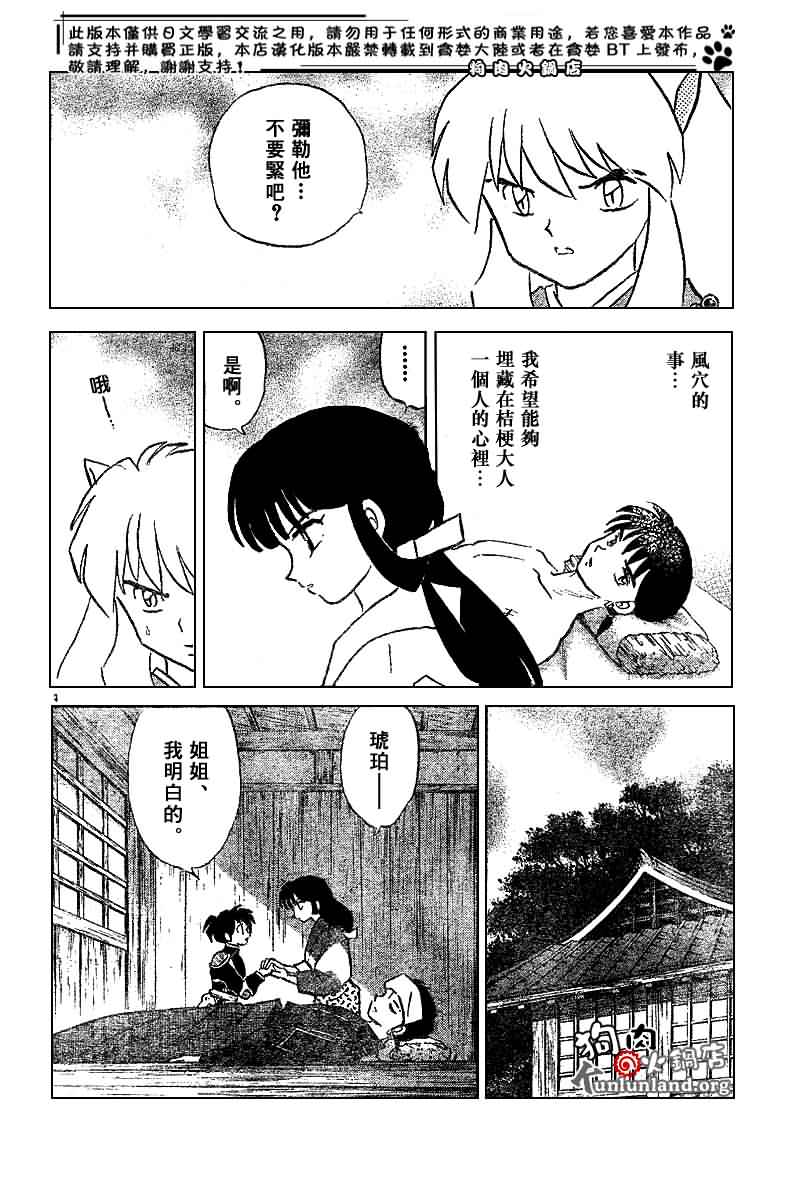 此版本僅供日文學習交流之用，請勿用于任何形式的商業用途，若您喜愛本作品
請支持并購買正版，本店漢化版本嚴禁轉載到貪婪大陸或者在貪婪 BT 上發布，
敬請理解，謝謝支持！
狗肉火鍋店
彌勒他…
不要緊吧？
風穴的
事…
我希望能夠
埋藏在桔梗大人
一個人的心裡…
……
是啊。
哦—
琥珀——
姐姐、
我明白的。
狗肉火鍋店
Kunlunland.org